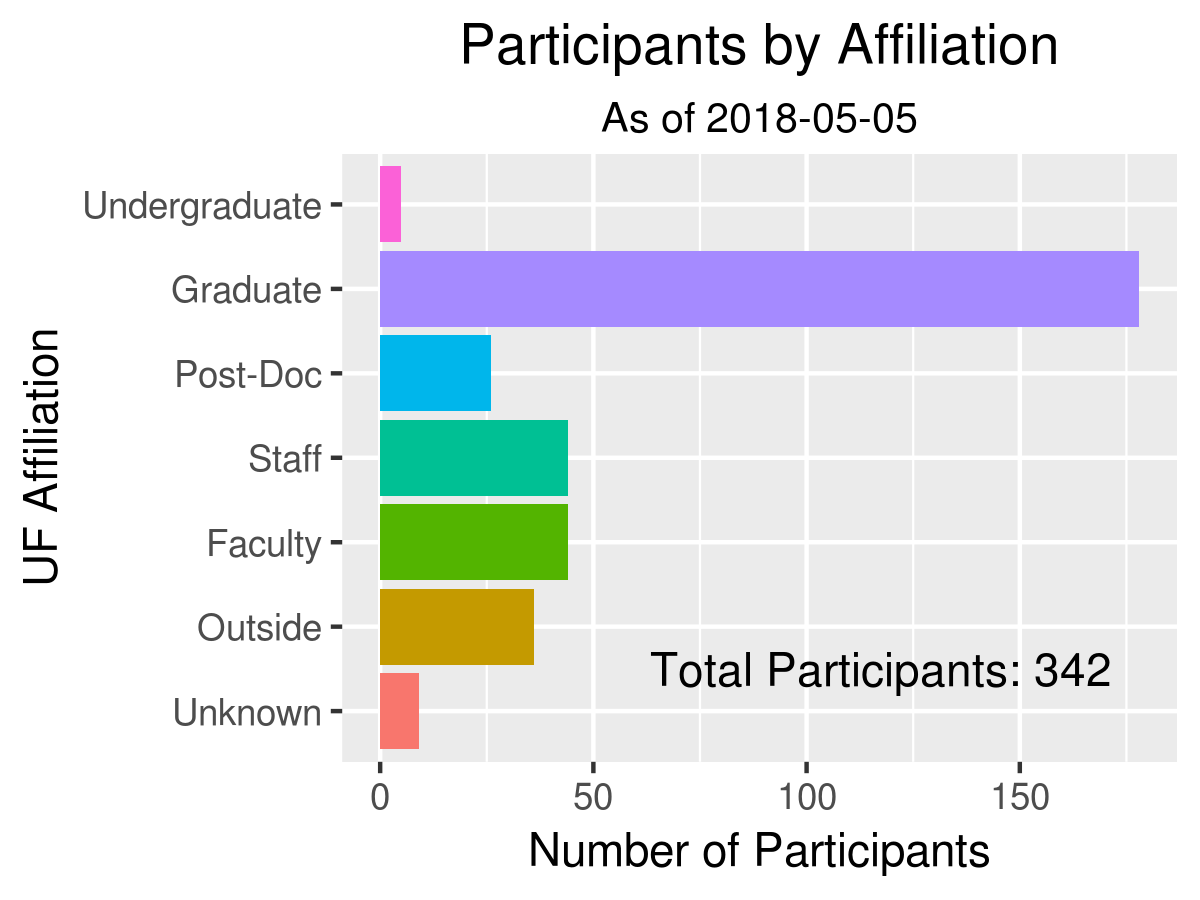 Participants by Affiliation
As of 2018-05-05
UF Affiliation
Undergraduate
Graduate
Post-Doc
Staff
Faculty
Outside
Unknown
Total Participants: 342
0 50 100 150
Number of Participants